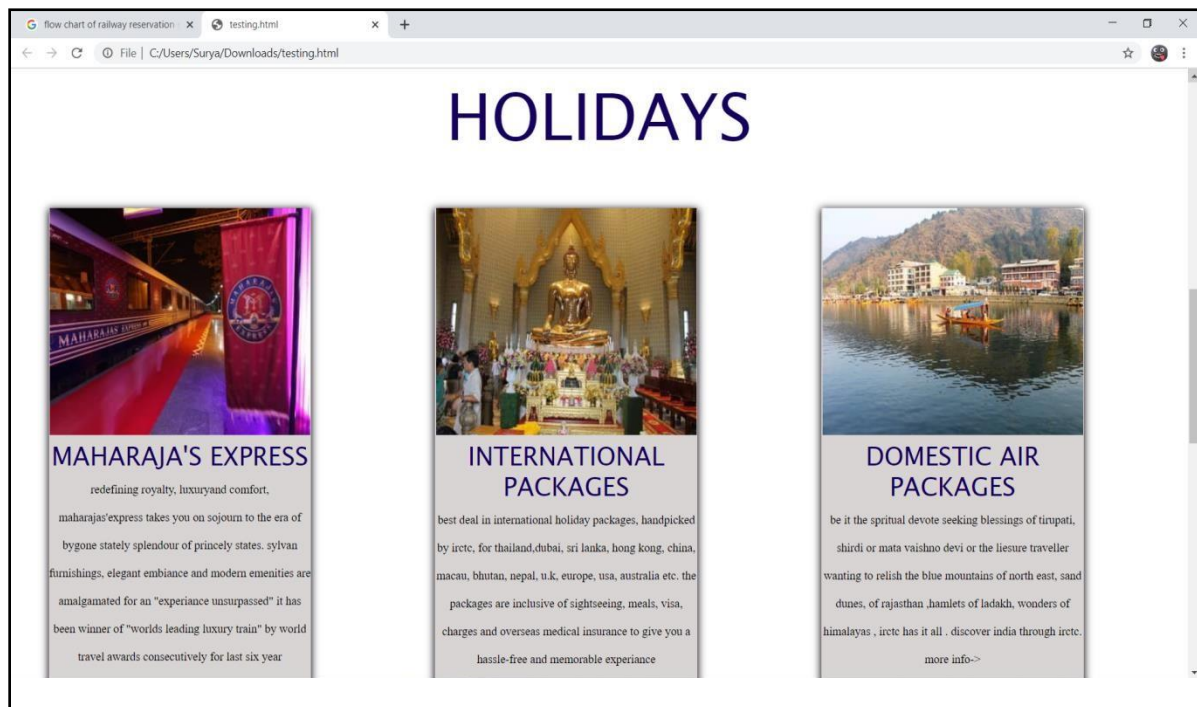 flow chart of railway reservation
testing.html
File | C:/Users/Surya/Downloads/testing.html
HOLIDAYS
MAHARAJAS EXPRESS
MAHARAJAS
EXPRESS
MAHARAJA'S EXPRESS
redefining royalty, luxuryand comfort,
maharajas'express takes you on sojourn to the era of
bygone stately splendour of princely states. sylvan
furnishings, elegant embiance and modern emenities are
amalgamated for an "experiance unsurpassed" it has
been winner of "worlds leading luxury train" by world
travel awards consecutively for last six year
INTERNATIONAL
PACKAGES
best deal in international holiday packages, handpicked
by irctc, for thailand,dubai, sri lanka, hong kong, china,
macau, bhutan, nepal, u.k, europe, usa, australia etc. the
packages are inclusive of sightseeing, meals, visa,
charges and overseas medical insurance to give you a
hassle-free and memorable experiance
DOMESTIC AIR
PACKAGES
be it the spritual devote seeking blessings of tirupati,
shirdi or mata vaishno devi or the liesure traveller
wanting to relish the blue mountains of north east, sand
dunes, of rajasthan ,hamlets of ladakh, wonders of
himalayas , irctc has it all . discover india through irctc.
more info->